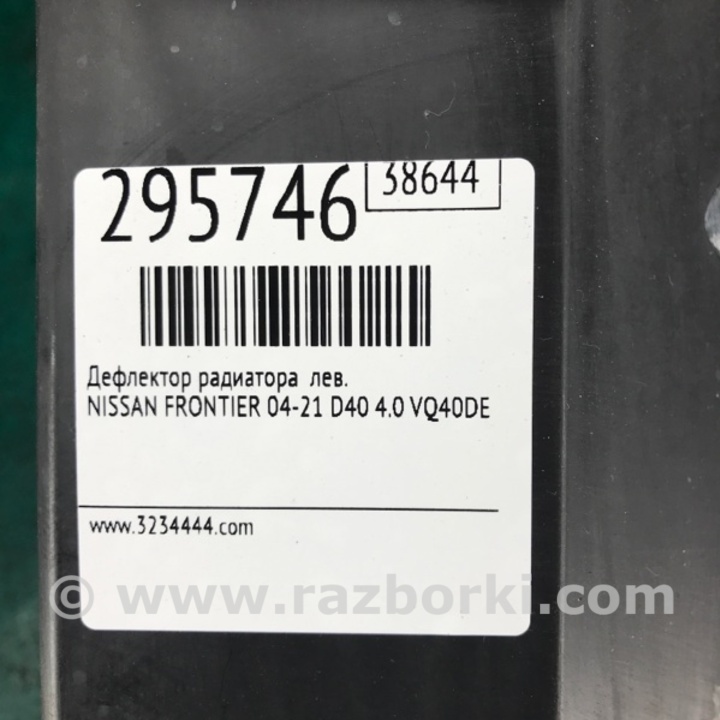 295746 38644
Дефлектор радиатора лев.
NISSAN FRONTIER 04-21 D40 4.0 VQ40DE
www.3234444.com
© www.razborki.com